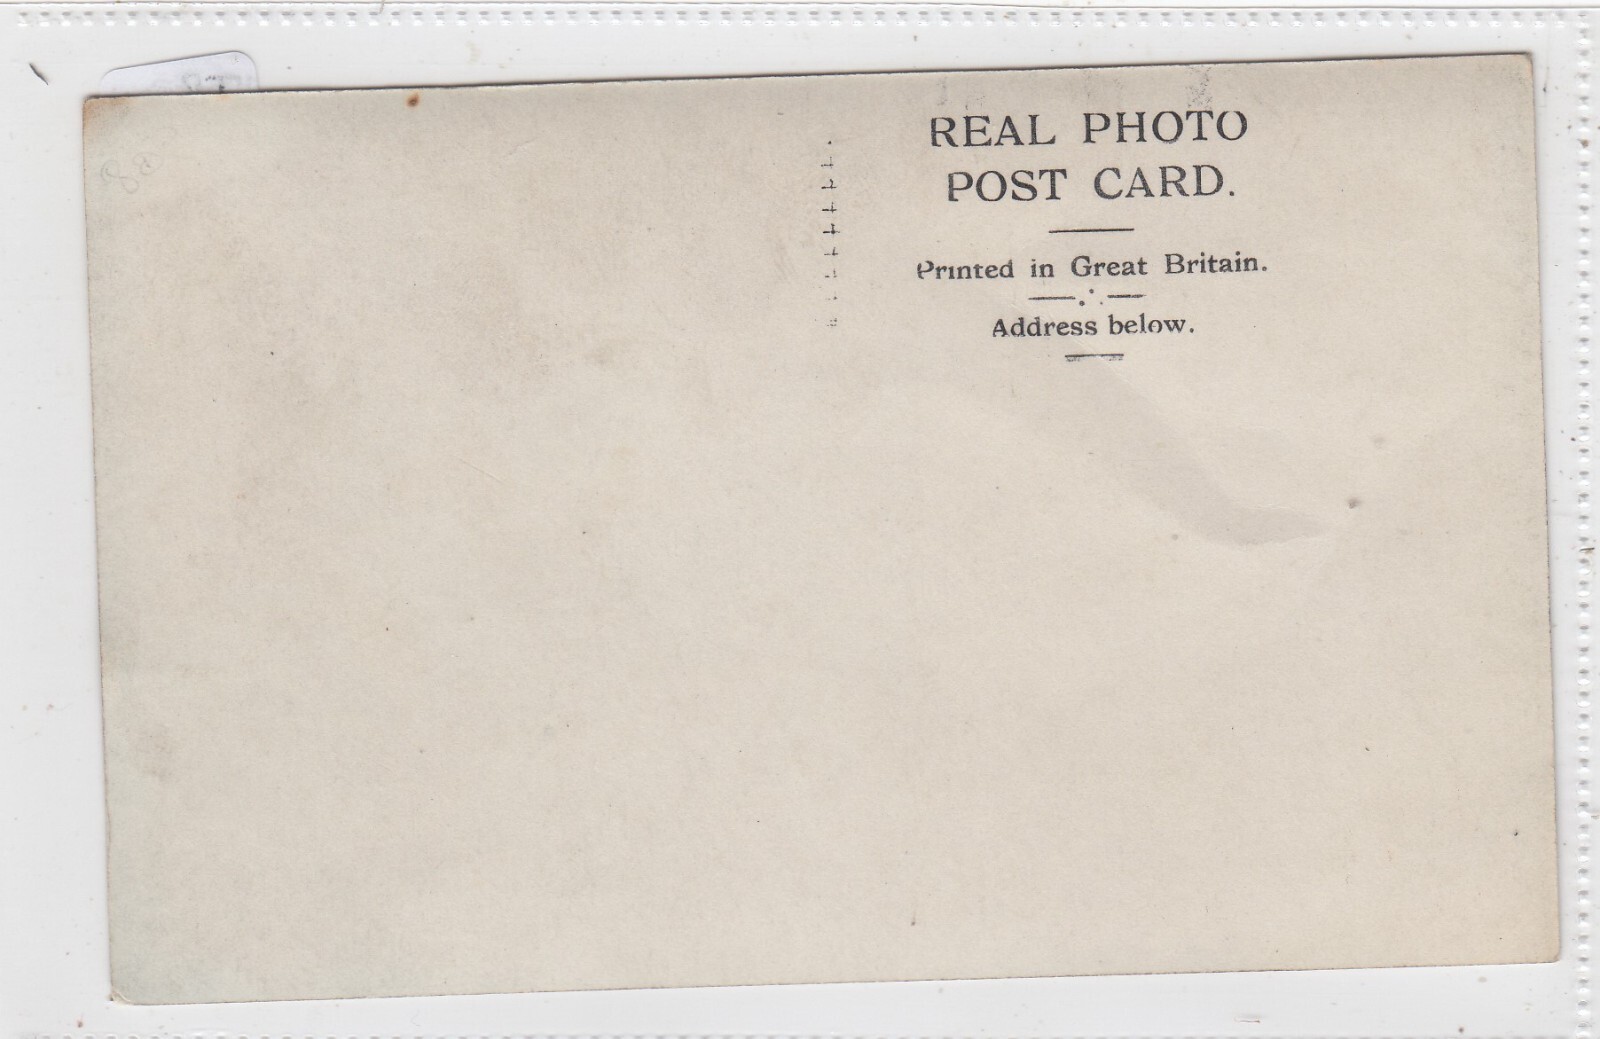 REAL PHOTO
POST CARD.
Printed in Great Britain.
Address below.